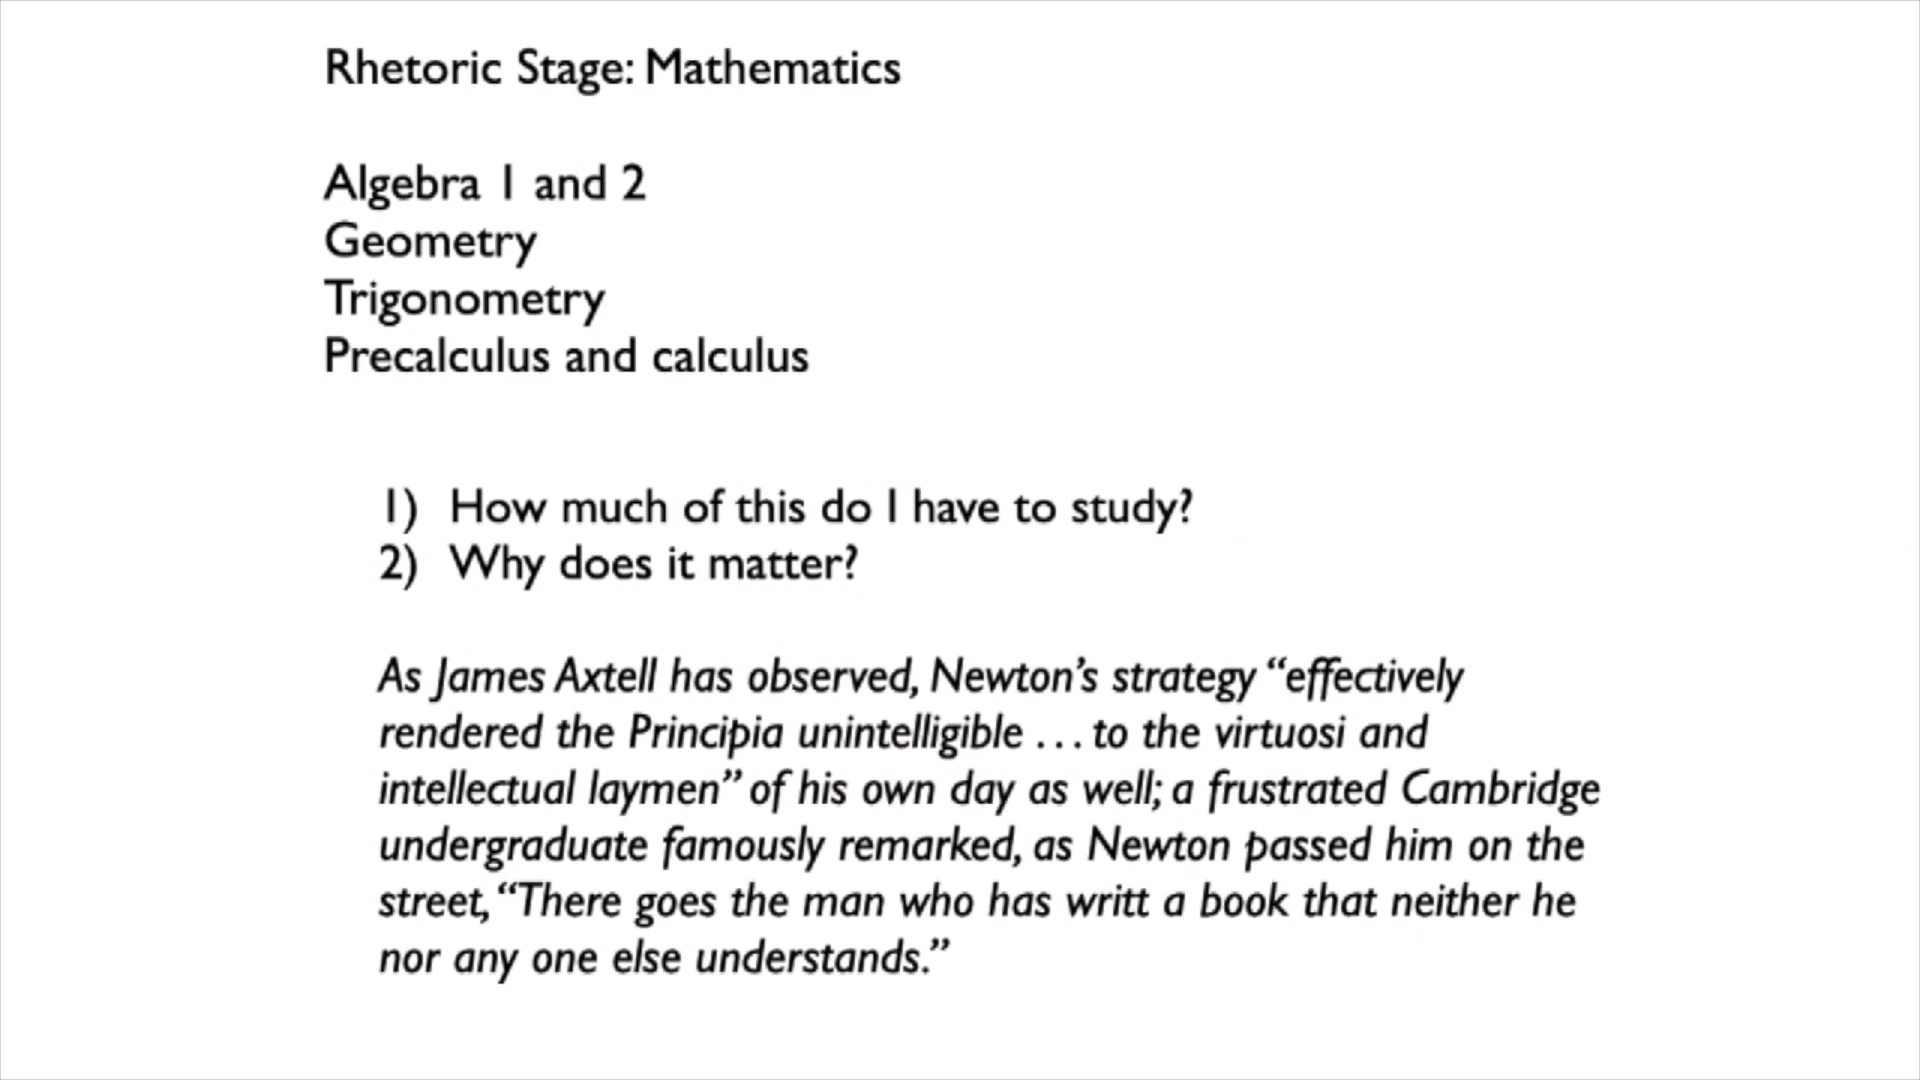 Rhetoric Stage: Mathematics
Algebra 1 and 2
Geometry
Trigonometry
Precalculus and calculus
1) How much of this do I have to study?
2) Why does it matter?
As James Axtell has observed, Newton’s strategy “effectively
rendered the Principia unintelligible . . . to the virtuosi and
intellectual laymen” of his own day as well; a frustrated Cambridge
undergraduate famously remarked, as Newton passed him on the
street, “There goes the man who has writt a book that neither he
nor any one else understands.”